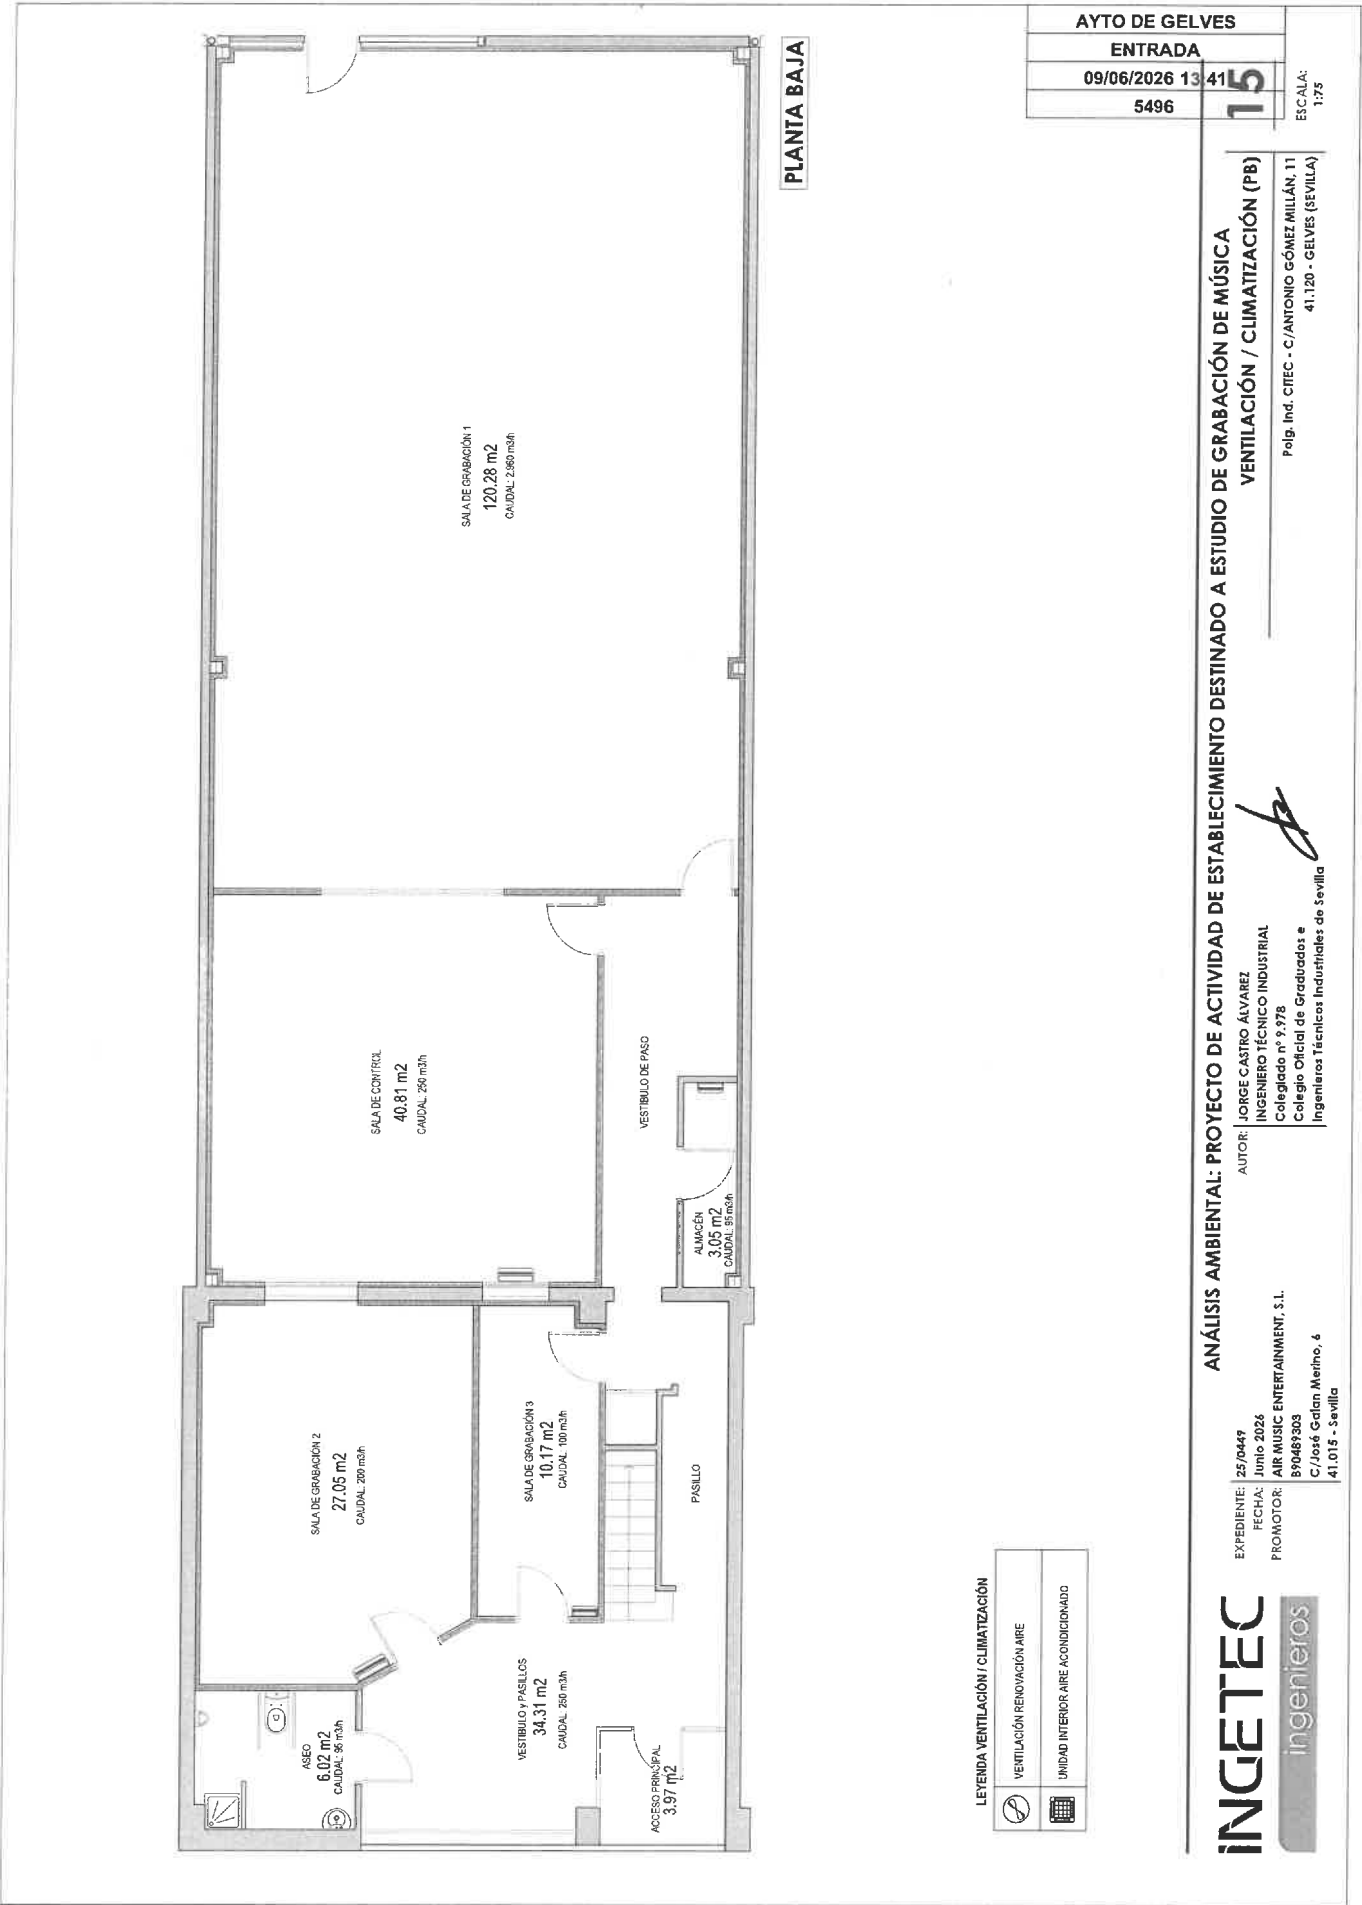 AYTO DE GELVES
ENTRADA
09/06/2026 13:41
5496
PLANTA BAJA
SALA DE GRABACIÓN 1
120.28 m2
CAUDAL: 2.960 m3/h
SALA DE CONTROL
40.81 m2
CAUDAL: 250 m3/h
VESTIBULO DE PASO
ALMACÉN
3.05 m2
CAUDAL: 95 m3/h
SALA DE GRABACIÓN 2
27.05 m2
CAUDAL: 200 m3/h
SALA DE GRABACIÓN 3
10.17 m2
CAUDAL: 100 m3/h
PASILLO
ASEO
6.02 m2
CAUDAL: 95 m3/h
VESTIBULO y PASILLOS
34.31 m2
CAUDAL: 250 m3/h
ACCESO PRINCIPAL
3.97 m2
LEYENDA VENTILACIÓN / CLIMATIZACIÓN
VENTILACIÓN RENOVACIÓN AIRE
UNIDAD INTERIOR AIRE ACONDICIONADO
INGETEC
ingenieros
ANÁLISIS AMBIENTAL: PROYECTO DE ACTIVIDAD DE ESTABLECIMIENTO DESTINADO A ESTUDIO DE GRABACIÓN DE MÚSICA
EXPEDIENTE: 25/0449
FECHA: Junio 2026
PROMOTOR: AIR MUSIC ENTERTAINMENT, S.L.
B90489303
C/José Galan Merino, 6
41.015 - Sevilla
AUTOR: JORGE CASTRO ÁLVAREZ
INGENIERO TÉCNICO INDUSTRIAL
Colegiado nº 9.978
Colegio Oficial de Graduados e
Ingenieros Técnicos Industriales de Sevilla
VENTILACIÓN / CLIMATIZACIÓN (PB)
Polg. Ind. CITEC - C/ANTONIO GÓMEZ MILLÁN, 11
41.120 - GELVES (SEVILLA)
15
ESCALA:
1:75